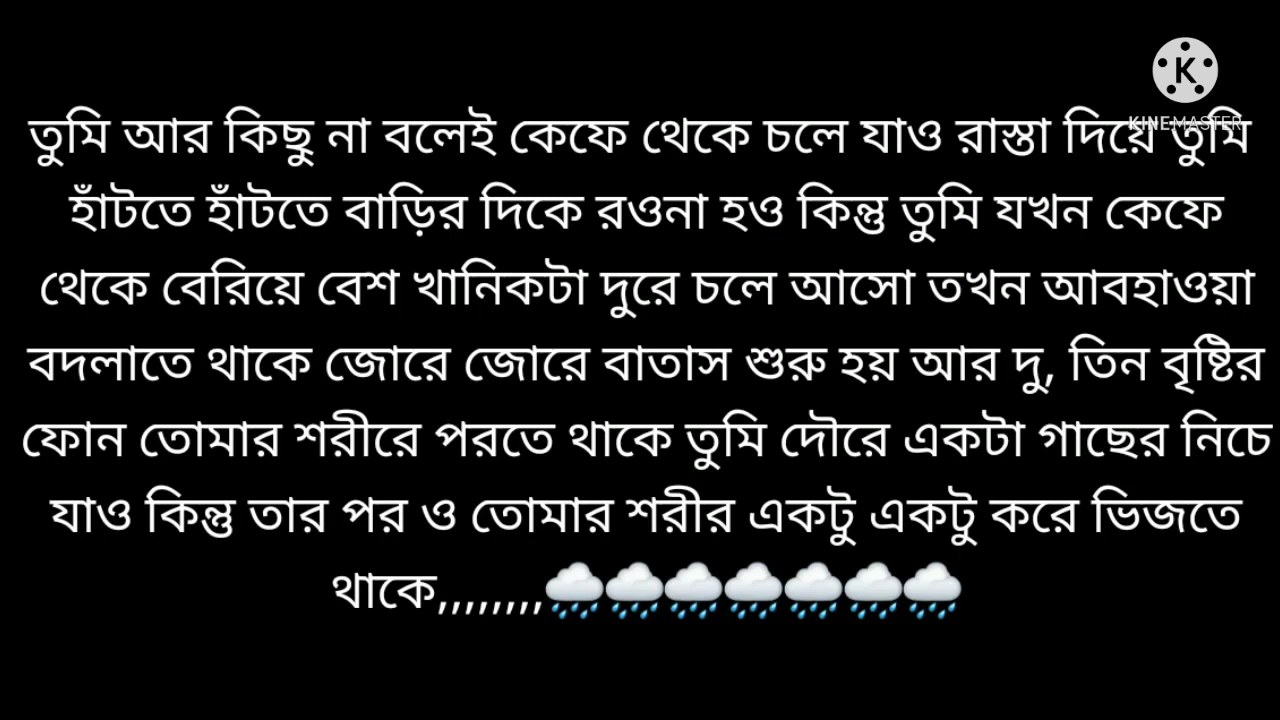 তুমি আর কিছু না বলেই কেফে থেকে চলে যাও রাস্তা দিয়ে তুমি
হাঁটতে হাঁটতে বাড়ির দিকে রওনা হও কিন্তু তুমি যখন কেফে
থেকে বেরিয়ে বেশ খানিকটা দুরে চলে আসো তখন আবহাওয়া
বদলাতে থাকে জোরে জোরে বাতাস শুরু হয় আর দু, তিন বৃষ্টির
ফোন তোমার শরীরে পরতে থাকে তুমি দৌরে একটা গাছের নিচে
যাও কিন্তু তার পর ও তোমার শরীর একটু একটু করে ভিজতে
থাকে,,,,,,,,🌧️🌧️🌧️🌧️🌧️🌧️🌧️
K
KINEMASTER